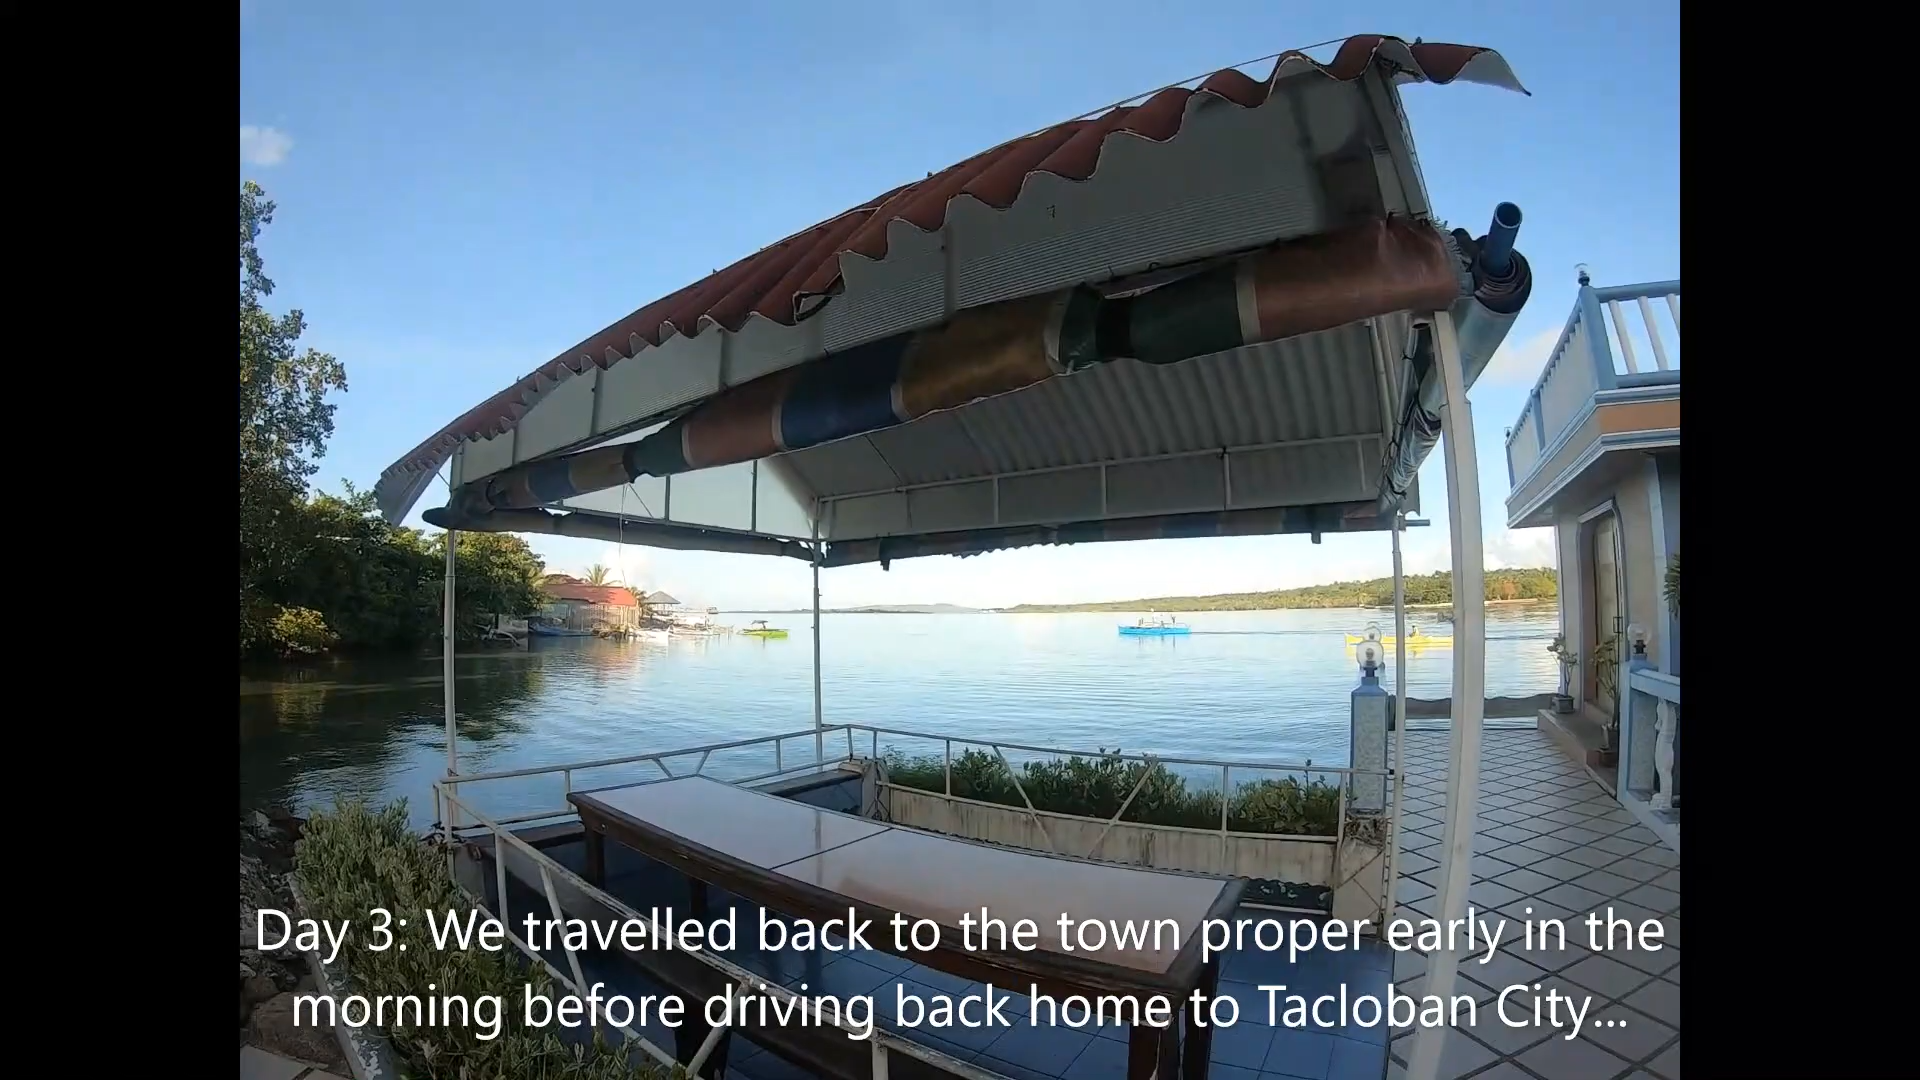 Day 3: We travelled back to the town proper early in the
morning before driving back home to Tacloban City...